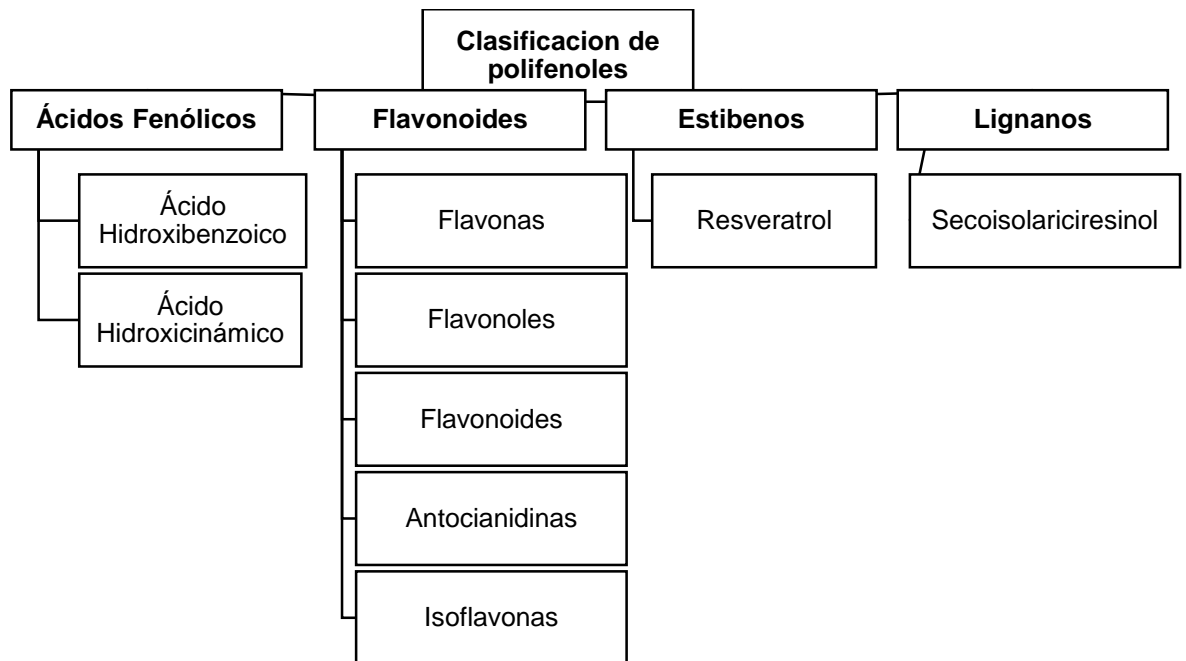 Clasificacion de
polifenoles
Ácidos Fenólicos
Flavonoides
Estibenos
Lignanos
Ácido
Hidroxibenzoico
Ácido
Hidroxicinámico
Flavonas
Flavonoles
Flavonoides
Antocianidinas
Isoflavonas
Resveratrol
Secoisolariciresinol